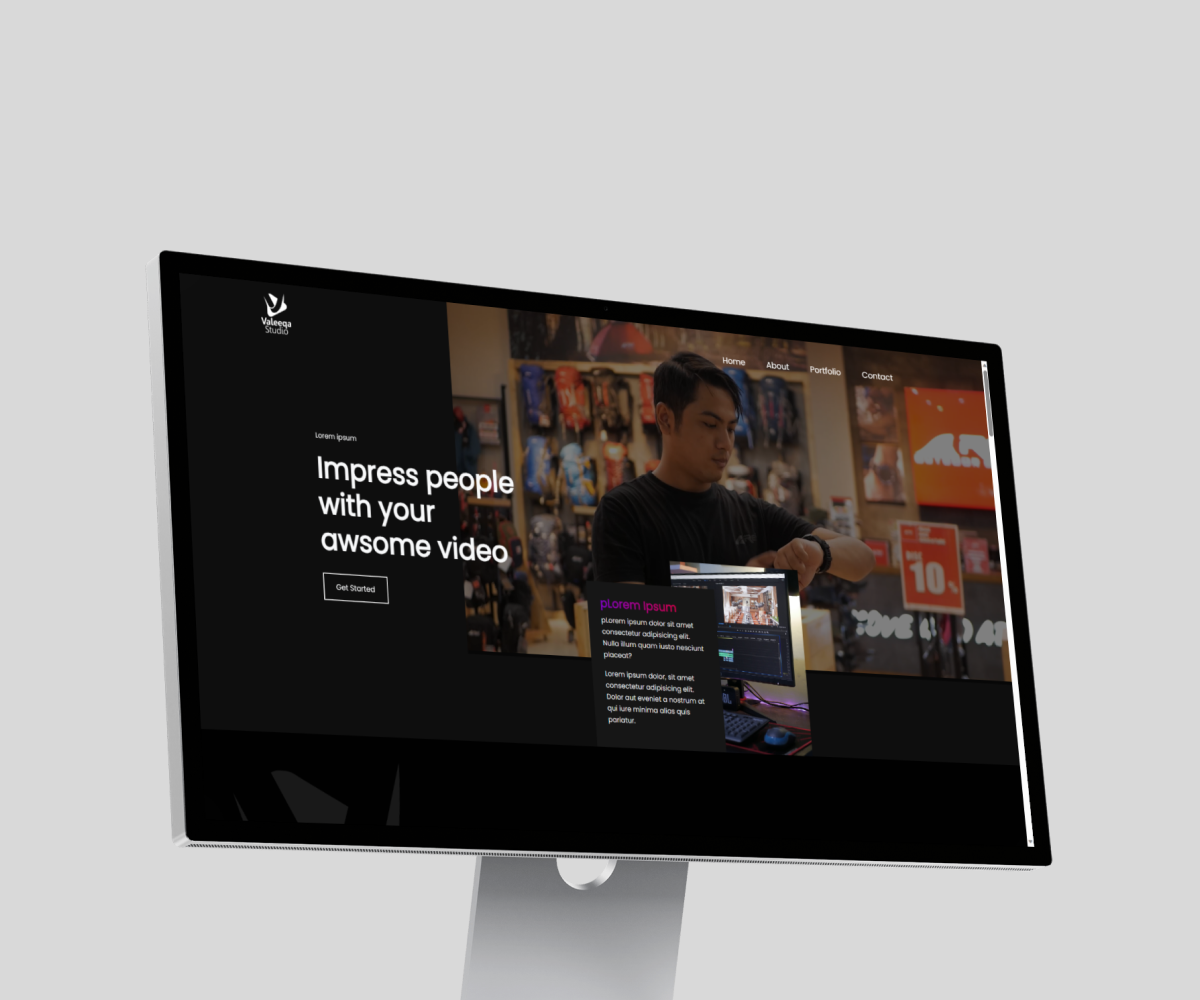 Valeeqa
Studio
Home
About
Portfolio
Contact
Lorem ipsum
Impress people
with your
awsome video
Get Started
10
%
pLorem ipsum
pLorem ipsum dolor sit amet
consectetur adipisicing elit.
Nulla illum quam iusto nesciunt
placeat?
Lorem ipsum dolor, sit amet
consectetur adipisicing elit.
Dolor aut eveniet a nostrum at
qui iure minima alias quis
pariatur.